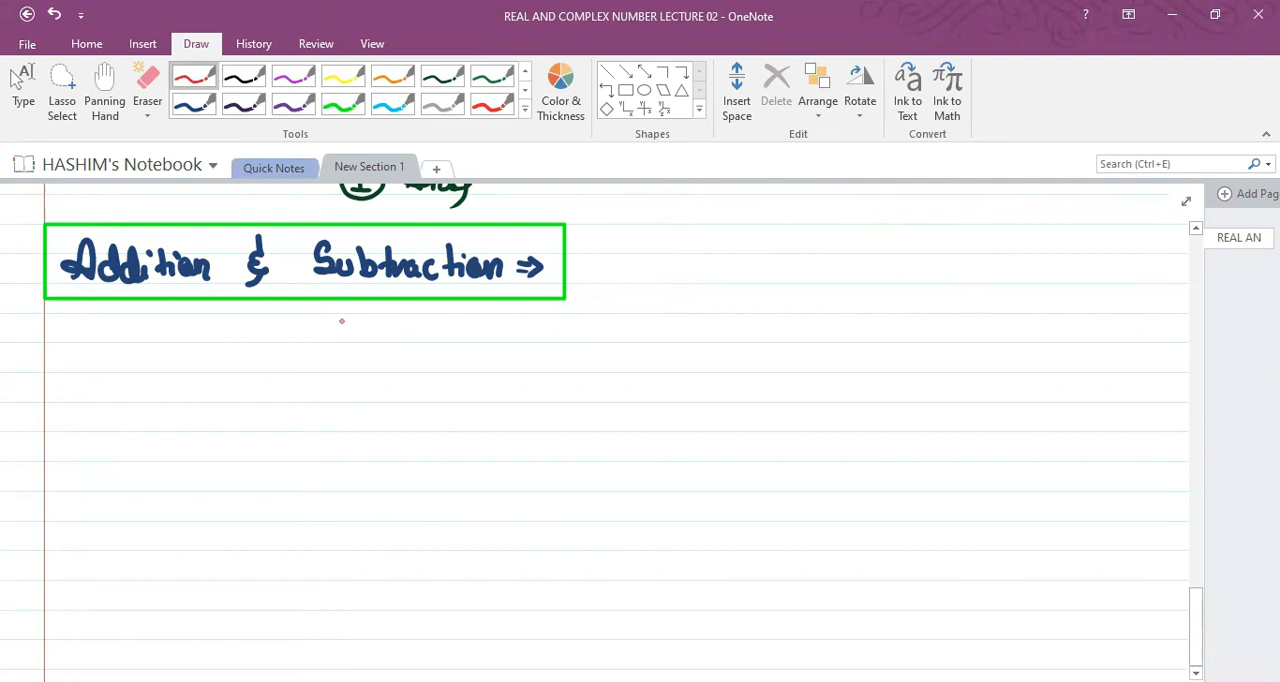 REAL AND COMPLEX NUMBER LECTURE 02 - OneNote
?
File Home Insert Draw History Review View
Type
Lasso Select
Panning Hand
Eraser
Color & Thickness
Insert Space
Delete
Arrange
Rotate
Ink to Text
Ink to Math
Tools
Shapes
Edit
Convert
HASHIM's Notebook Quick Notes New Section 1 + Search (Ctrl+E)
Add Pag
REAL AN
Addition & Subtraction ⇒